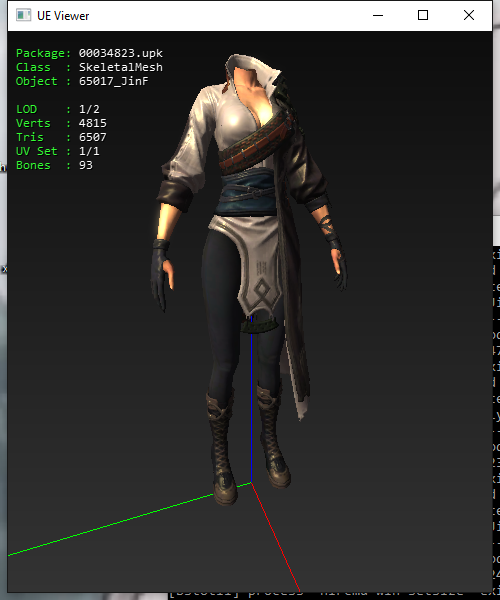 UE Viewer
Package: 00034823.upk
Class : SkeletalMesh
Object : 65017_JinF
LOD : 1/2
Verts : 4815
Tris : 6507
UV Set : 1/1
Bones : 93